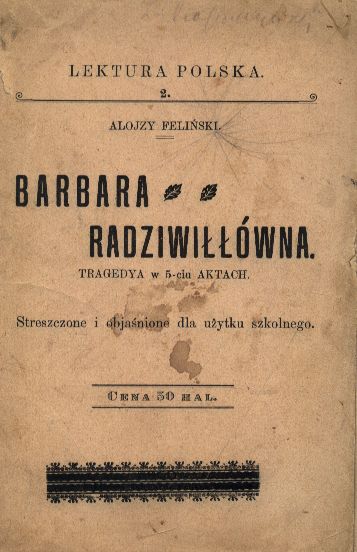 LEKTURA POLSKA.
2.
ALOJZY FELIŃSKI.
BARBARA
RADZIWIŁŁÓWNA.
TRAGEDYA w 5-ciu AKTACH.
Streszczone i objaśnione dla użytku szkolnego.
CENA 50 HAL.